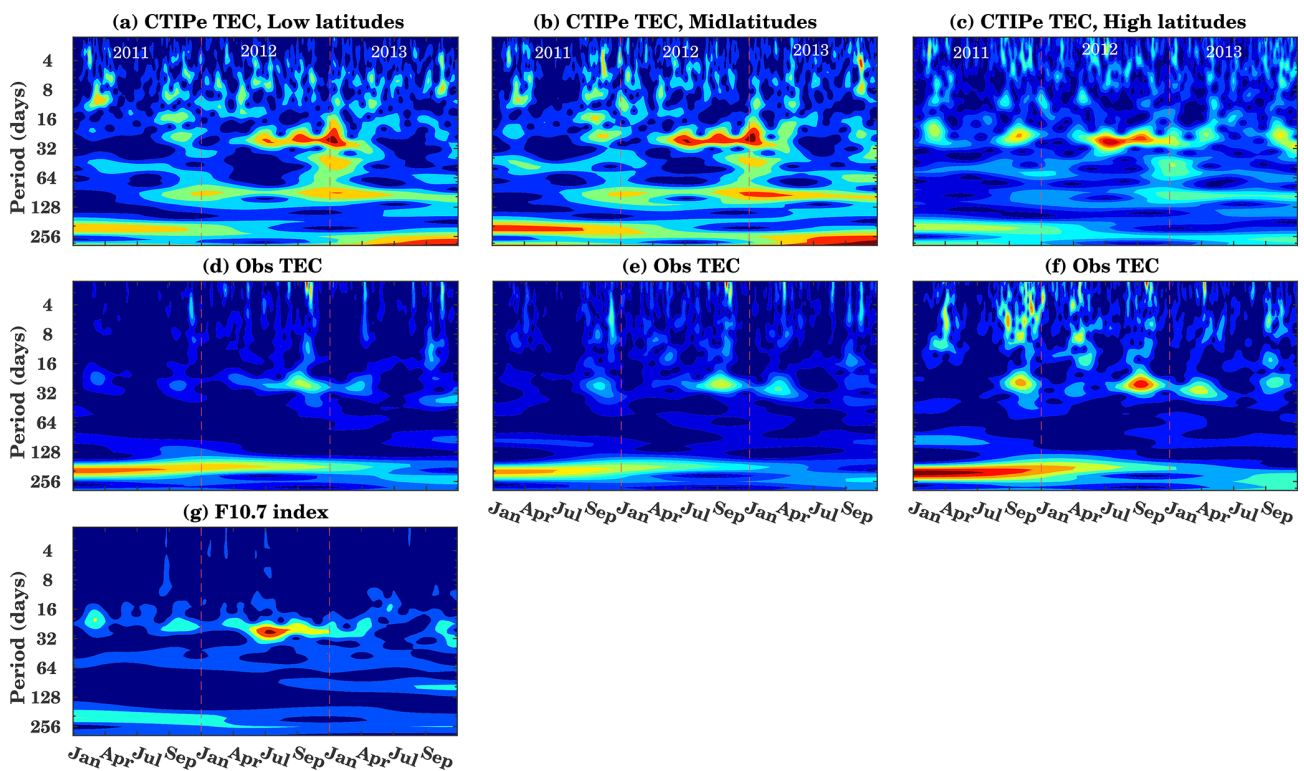 (a) CTIPe TEC, Low latitudes
(b) CTIPe TEC, Midlatitudes
(c) CTIPe TEC, High latitudes
2011 2012 2013
2011 2012 2013
2011 2012 2013
Period (days)
4
8
16
32
64
128
256
(d) Obs TEC
(e) Obs TEC
(f) Obs TEC
Period (days)
4
8
16
32
64
128
256
Jan Apr Jul Sep Jan Apr Jul Sep Jan Apr Jul Sep
Jan Apr Jul Sep Jan Apr Jul Sep Jan Apr Jul Sep
(g) F10.7 index
Period (days)
4
8
16
32
64
128
256
Jan Apr Jul Sep Jan Apr Jul Sep Jan Apr Jul Sep